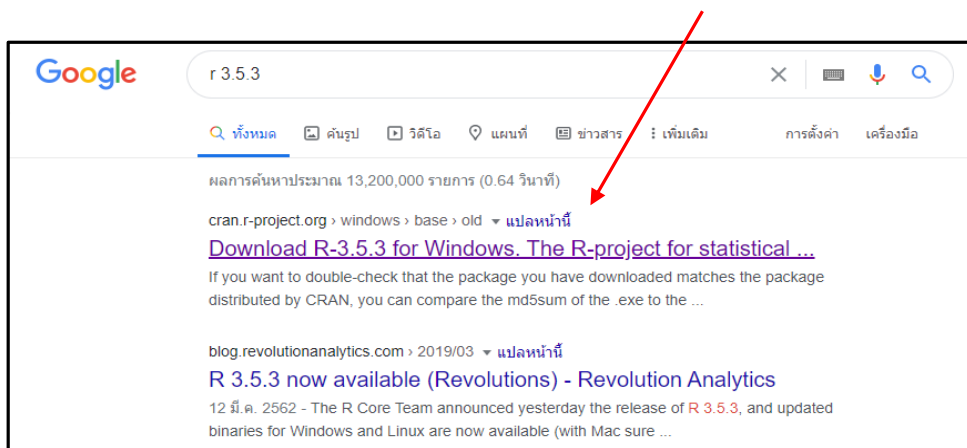 Google
r 3.5.3
ทั้งหมด ค้นรูป วิดีโอ แผนที่ ข่าวสาร เพิ่มเติม การตั้งค่า เครื่องมือ
ผลการค้นหาประมาณ 13,200,000 รายการ (0.64 วินาที)
cran.r-project.org › windows › base › old แปลหน้านี้
Download R-3.5.3 for Windows. The R-project for statistical ...
If you want to double-check that the package you have downloaded matches the package
distributed by CRAN, you can compare the md5sum of the .exe to the ...
blog.revolutionanalytics.com › 2019/03 แปลหน้านี้
R 3.5.3 now available (Revolutions) - Revolution Analytics
12 มี.ค. 2562 - The R Core Team announced yesterday the release of R 3.5.3, and updated
binaries for Windows and Linux are now available (with Mac sure ...